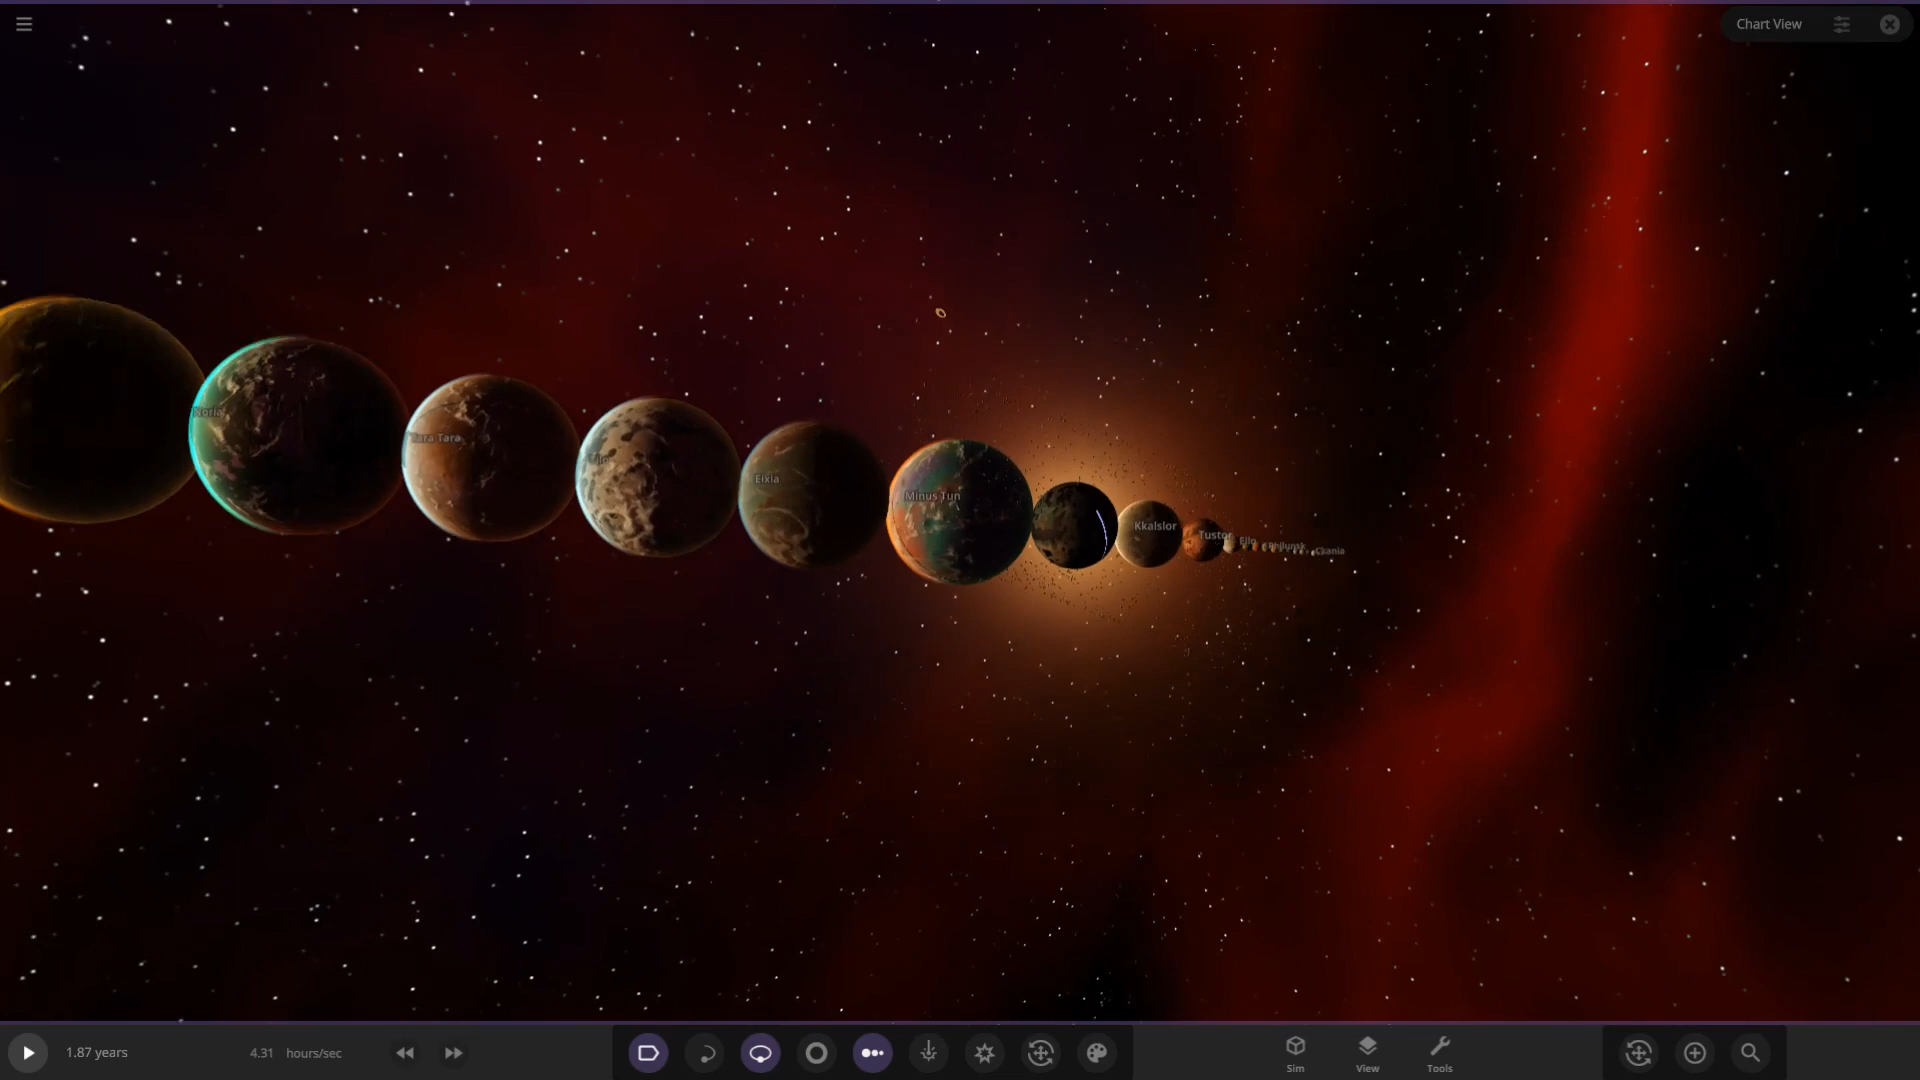 Chart View
Noria
Tara Tara
Eixia
Minus Tun
Kkalslor
Tustor
Ello
1.87 years
4.31 hours/sec
Sim
View
Tools